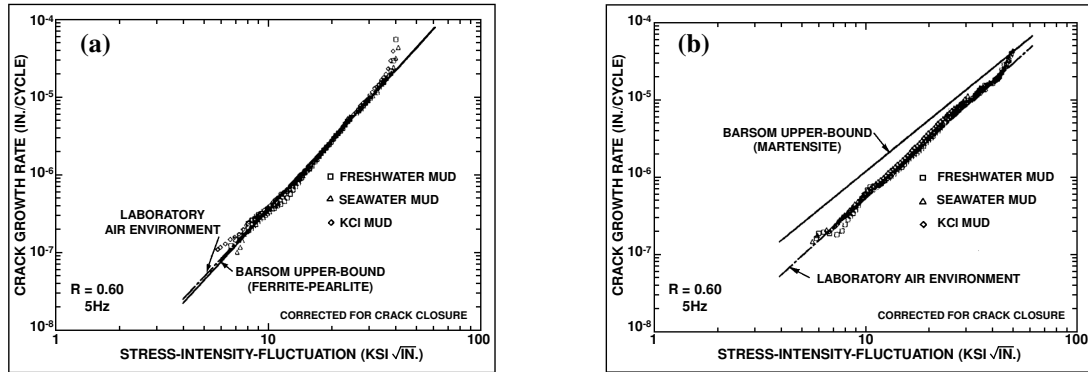 (a)
CRACK GROWTH RATE (IN./CYCLE)
10-4
10-5
10-6
10-7
10-8
LABORATORY
AIR ENVIRONMENT
FRESHWATER MUD
SEAWATER MUD
KCl MUD
BARSOM UPPER-BOUND
(FERRITE-PEARLITE)
R = 0.60
5Hz
CORRECTED FOR CRACK CLOSURE
1
10
100
STRESS-INTENSITY-FLUCTUATION (KSI √IN.)
(b)
CRACK GROWTH RATE (IN./CYCLE)
10-4
10-5
10-6
10-7
10-8
BARSOM UPPER-BOUND
(MARTENSITE)
FRESHWATER MUD
SEAWATER MUD
KCl MUD
LABORATORY AIR ENVIRONMENT
R = 0.60
5Hz
CORRECTED FOR CRACK CLOSURE
1
10
100
STRESS-INTENSITY-FLUCTUATION (KSI √IN.)